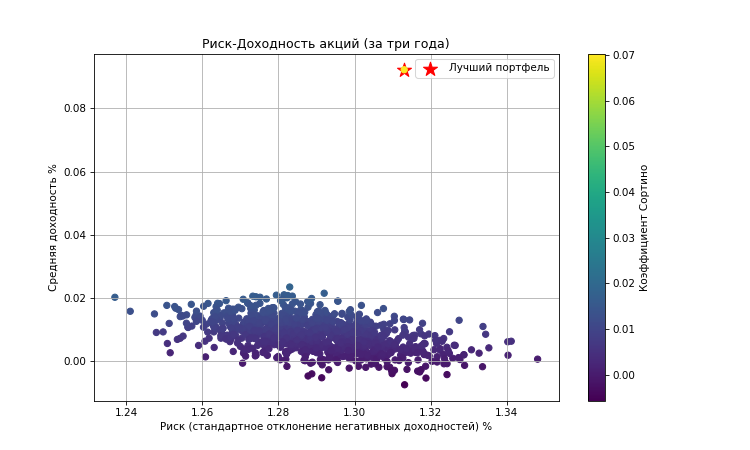 Риск-Доходность акций (за три года)
Лучший портфель
Средняя доходность %
0.08
0.06
0.04
0.02
0.00
1.24 1.26 1.28 1.30 1.32 1.34
Риск (стандартное отклонение негативных доходностей) %
0.07
0.06
0.05
0.04
0.03
0.02
0.01
0.00
Коэффициент Сортино